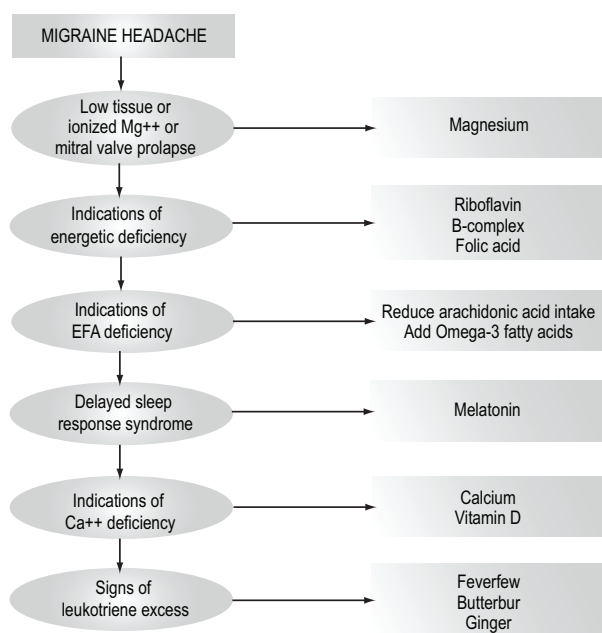 MIGRAINE HEADACHE
Low tissue or
ionized Mg++ or
mitral valve prolapse
Magnesium
Indications of
energetic deficiency
Riboflavin
B-complex
Folic acid
Indications of
EFA deficiency
Reduce arachidonic acid intake
Add Omega-3 fatty acids
Delayed sleep
response syndrome
Melatonin
Indications of
Ca++ deficiency
Calcium
Vitamin D
Signs of
leukotriene excess
Feverfew
Butterbur
Ginger